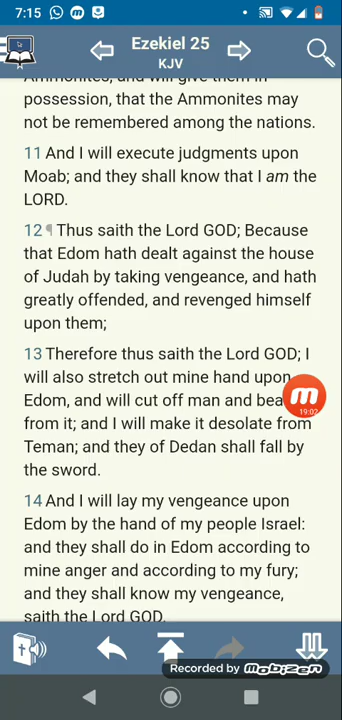 7:15
Ezekiel 25
KJV
Ammonites, and will give them in
possession, that the Ammonites may
not be remembered among the nations.
11 And I will execute judgments upon
Moab; and they shall know that I am the
LORD.
12 ¶ Thus saith the Lord GOD; Because
that Edom hath dealt against the house
of Judah by taking vengeance, and hath
greatly offended, and revenged himself
upon them;
13 Therefore thus saith the Lord GOD; I
will also stretch out mine hand upon
Edom, and will cut off man and bea
from it; and I will make it desolate from
19:02
Teman; and they of Dedan shall fall by
the sword.
14 And I will lay my vengeance upon
Edom by the hand of my people Israel:
and they shall do in Edom according to
mine anger and according to my fury;
and they shall know my vengeance,
saith the Lord GOD.
Recorded by mobizen